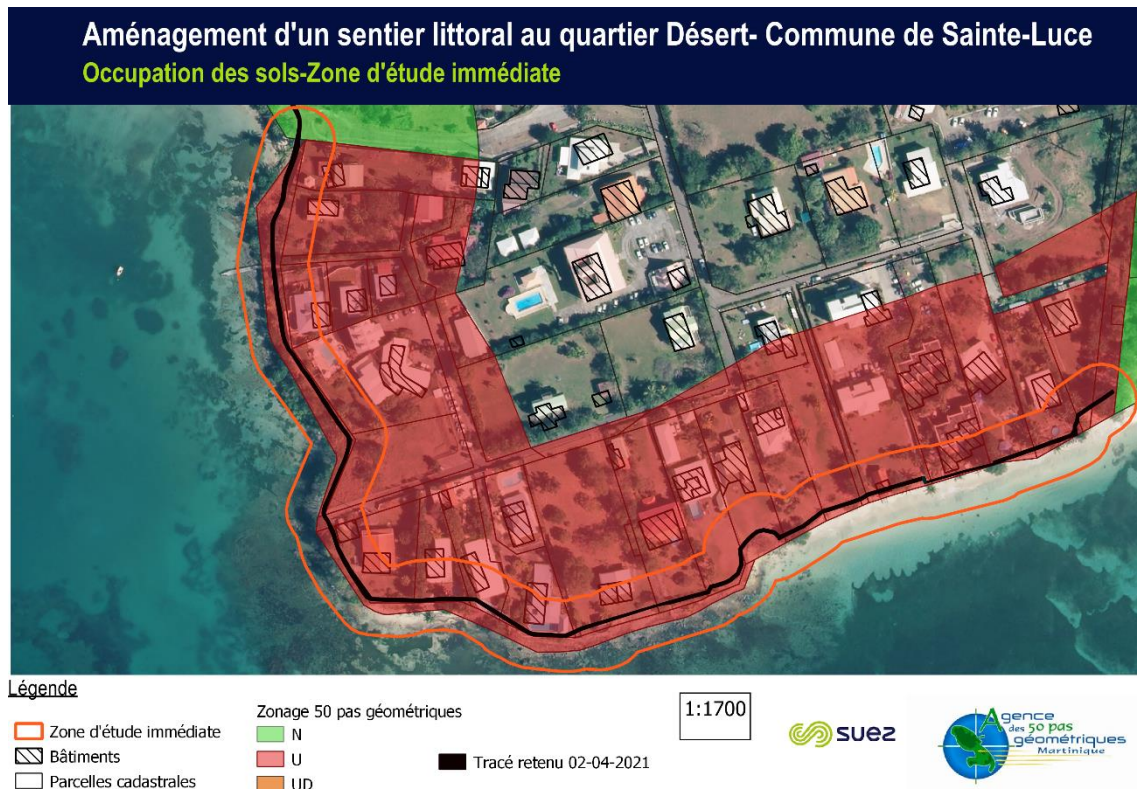 Aménagement d'un sentier littoral au quartier Désert- Commune de Sainte-Luce
Occupation des sols-Zone d'étude immédiate
Légende
Zone d'étude immédiate
Bâtiments
Parcelles cadastrales
Zonage 50 pas géométriques
N
U
UD
Tracé retenu 02-04-2021
1:1700
suez
Agence
des 50 pas
géométriques
Martinique